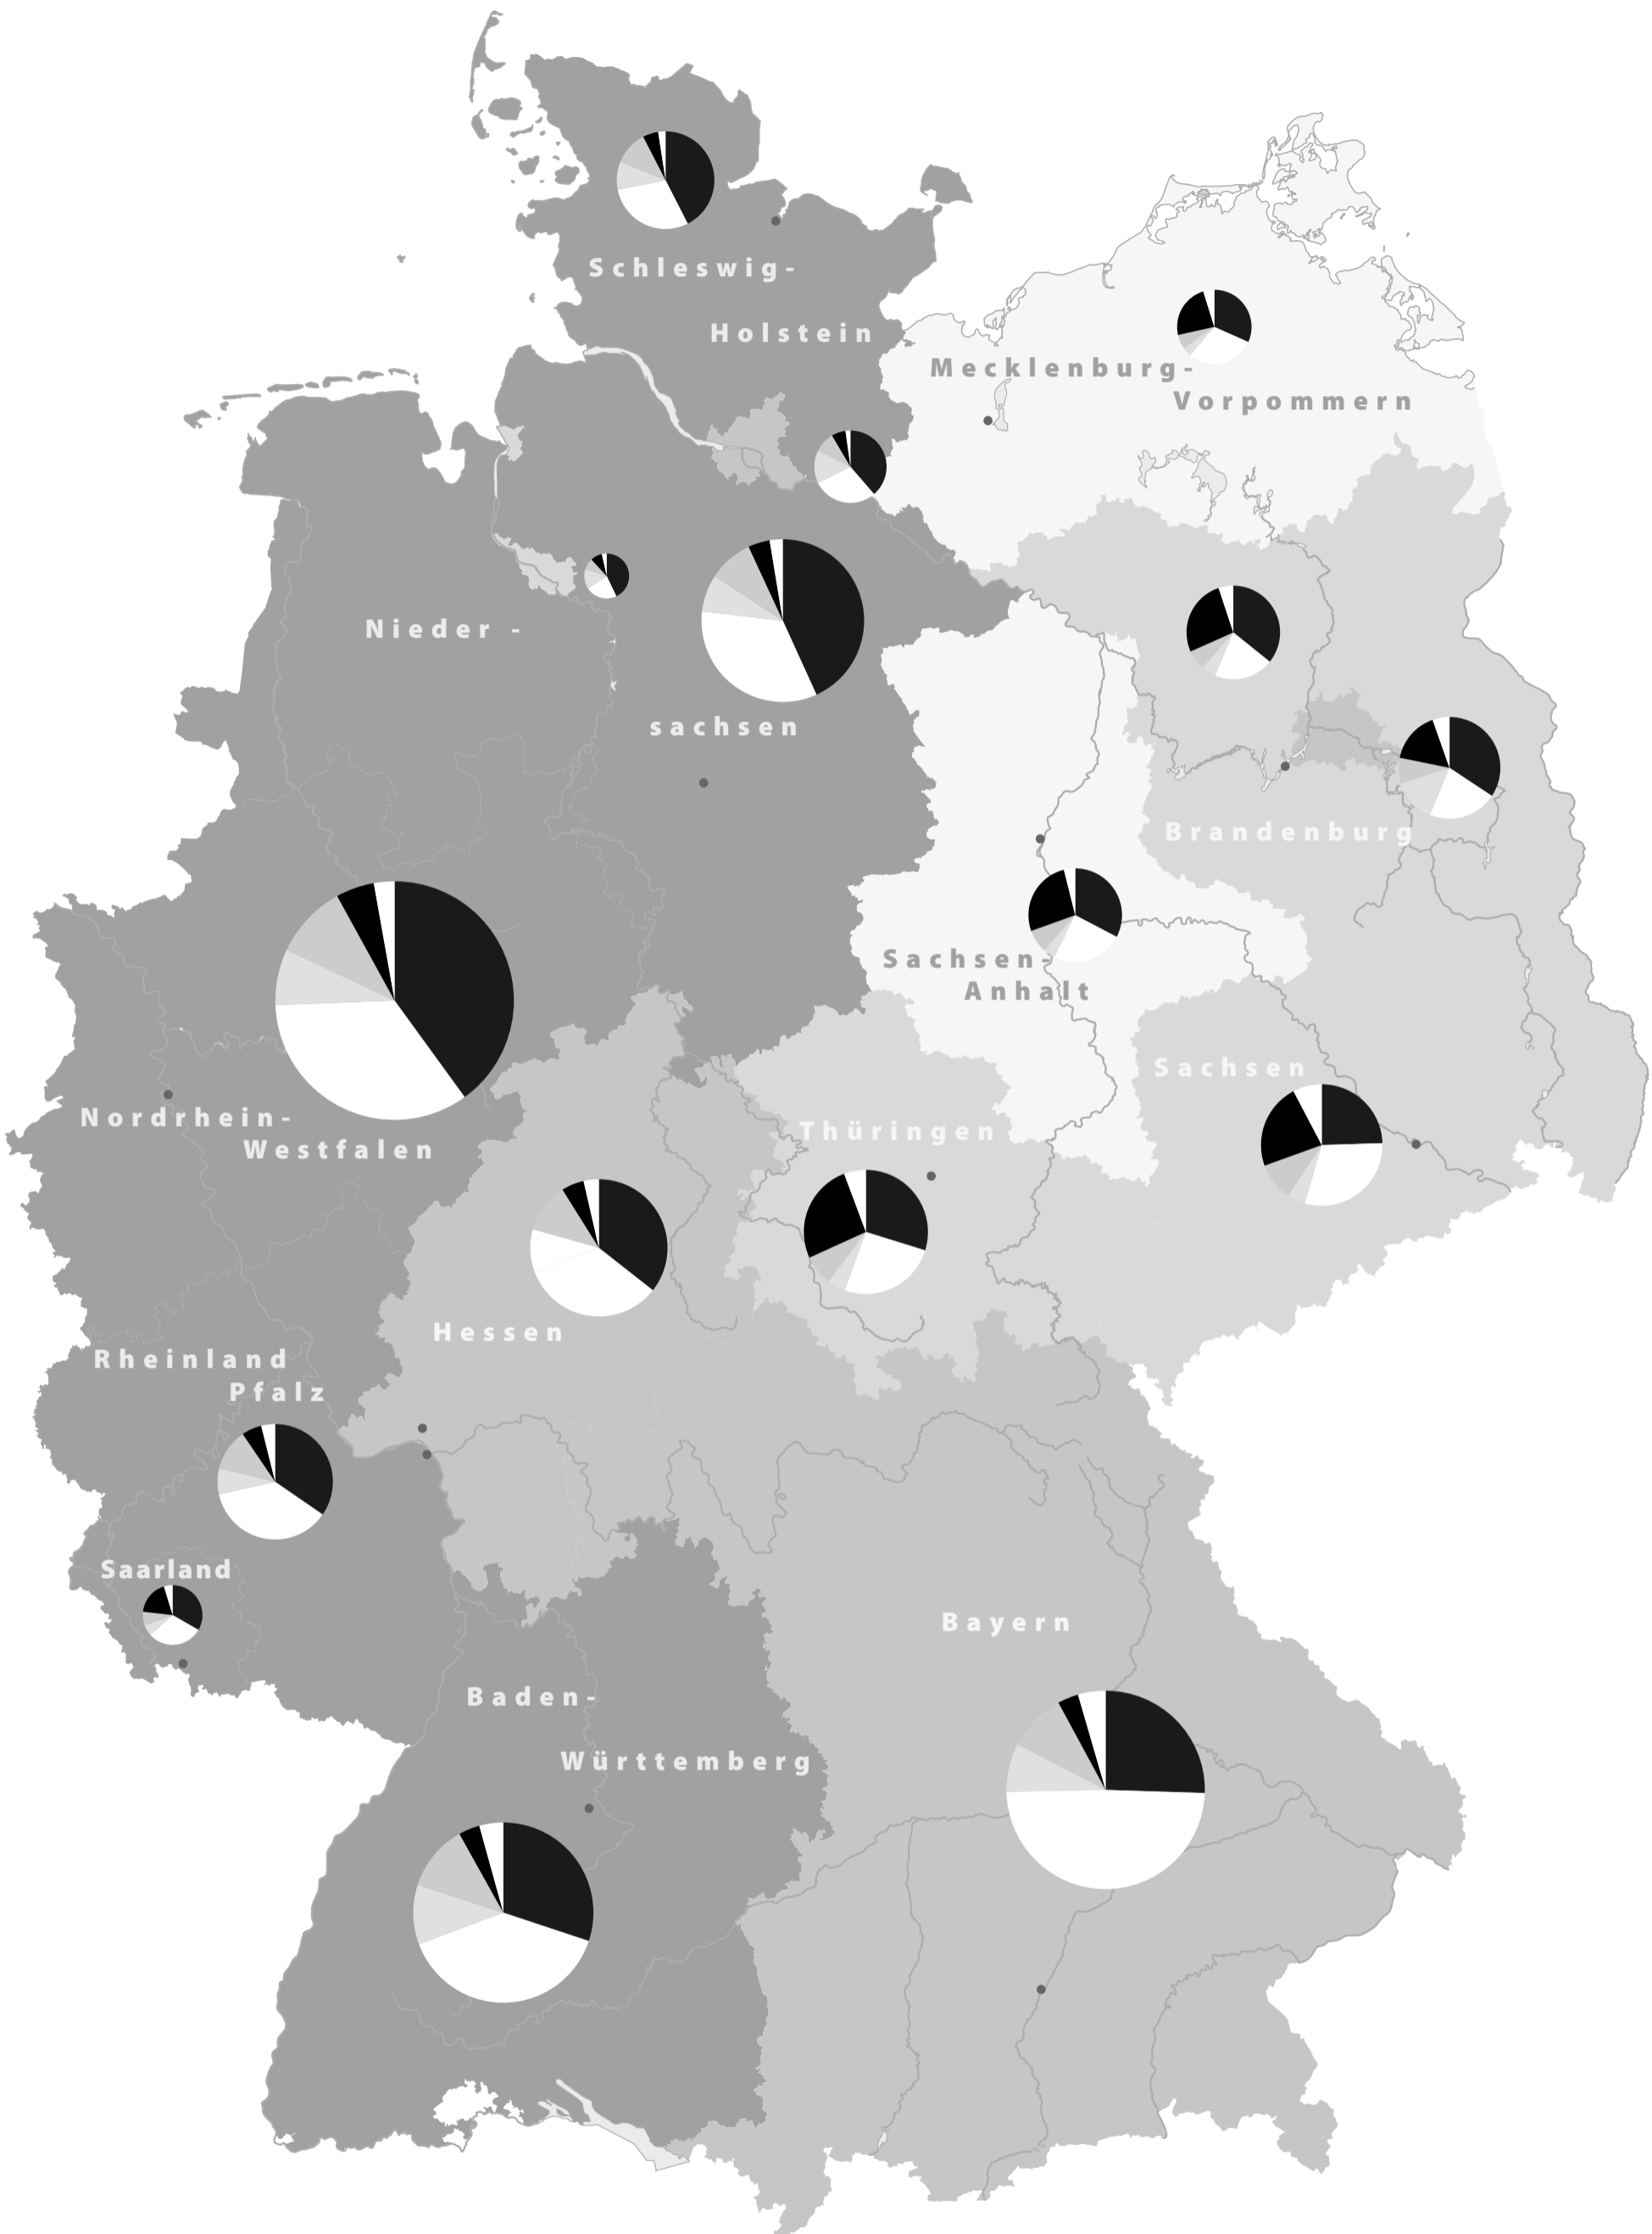 Schleswig-
Holstein
Mecklenburg-
Vorpommern
Nieder -
sachsen
Brandenburg
Sachsen-
Anhalt
Sachsen
Nordrhein-
Westfalen
Thüringen
Hessen
Rheinland
Pfalz
Saarland
Bayern
Baden-
Württemberg